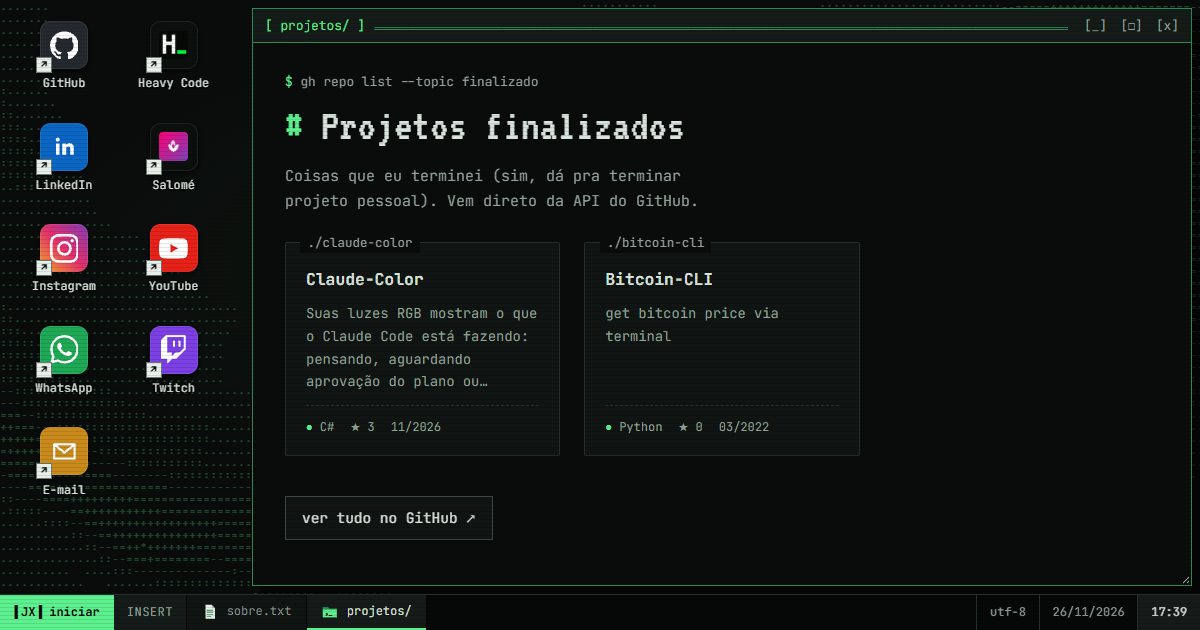 GitHub
H_
Heavy Code
in
LinkedIn
Salomé
Instagram
YouTube
WhatsApp
Twitch
E-mail
[ projetos/ ]
[_] [□] [x]
$ gh repo list --topic finalizado
# Projetos finalizados
Coisas que eu terminei (sim, dá pra terminar
projeto pessoal). Vem direto da API do GitHub.
./claude-color
Claude-Color
Suas luzes RGB mostram o que
o Claude Code está fazendo:
pensando, aguardando
aprovação do plano ou…
● C# ★ 3 11/2026
./bitcoin-cli
Bitcoin-CLI
get bitcoin price via
terminal
● Python ★ 0 03/2022
ver tudo no GitHub ↗
JX iniciar
INSERT
sobre.txt
projetos/
utf-8
26/11/2026
17:39